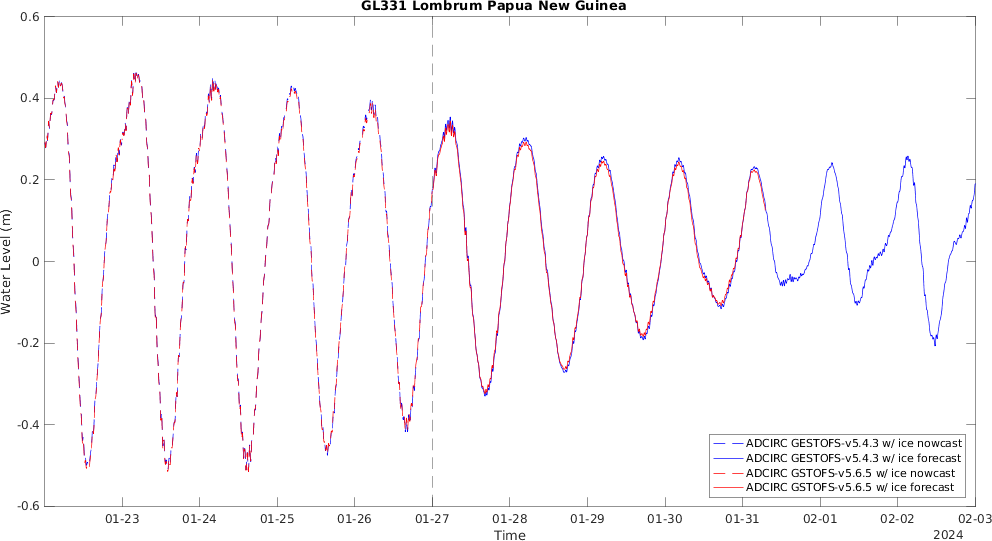 GL331 Lombrum Papua New Guinea
0.6
0.4
0.2
0
-0.2
-0.4
-0.6
Water Level (m)
01-23
01-24
01-25
01-26
01-27
01-28
01-29
01-30
01-31
02-01
02-02
02-03
2024
Time
ADCIRC GESTOFS-v5.4.3 w/ ice nowcast
ADCIRC GESTOFS-v5.4.3 w/ ice forecast
ADCIRC GSTOFS-v5.6.5 w/ ice nowcast
ADCIRC GSTOFS-v5.6.5 w/ ice forecast